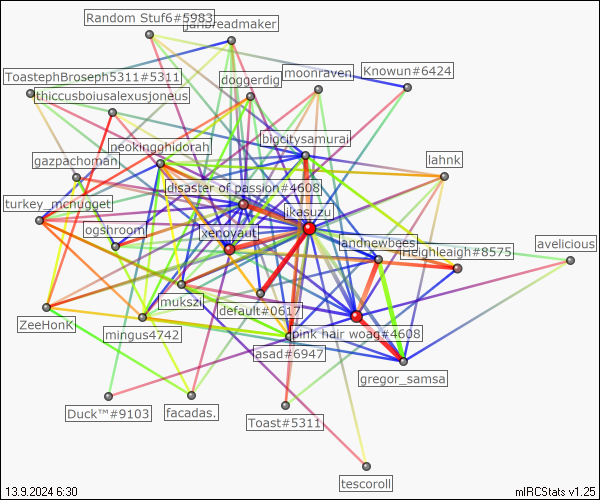 Random Stuf6#5983
janbreadmaker
ToastephBroseph5311#5311
doggerdig
moonraven
Knowun#6424
thiccusboiusalexusjoneus
bigcitysamurai
neokingghidorah
gazpachoman
lahnk
disaster of passion#4608
turkey_mcnugget
ikasuzu
ogshroom
xenoyaut
andnewbees
Heighleaigh#8575
avelicious
mukszi
default#0617
ZeeHonK
mingus4742
pink hair woag#4608
asad#6947
gregor_samsa
Duck™#9103
facadas.
Toast#5311
tescoroll
13.9.2024 6:30
mIRCStats v1.25